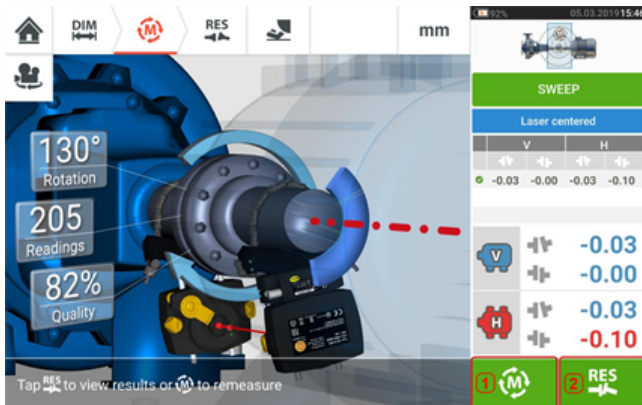 DIM
M
RES
mm
92%
05.03.2019 15:46
130°
Rotation
205
Readings
82%
Quality
Tap RES to view results or M to remeasure
SWEEP
Laser centered
V H
-0.03 -0.00 -0.03 -0.10
V
-0.03
-0.00
H
-0.03
-0.10
1 M
2 RES